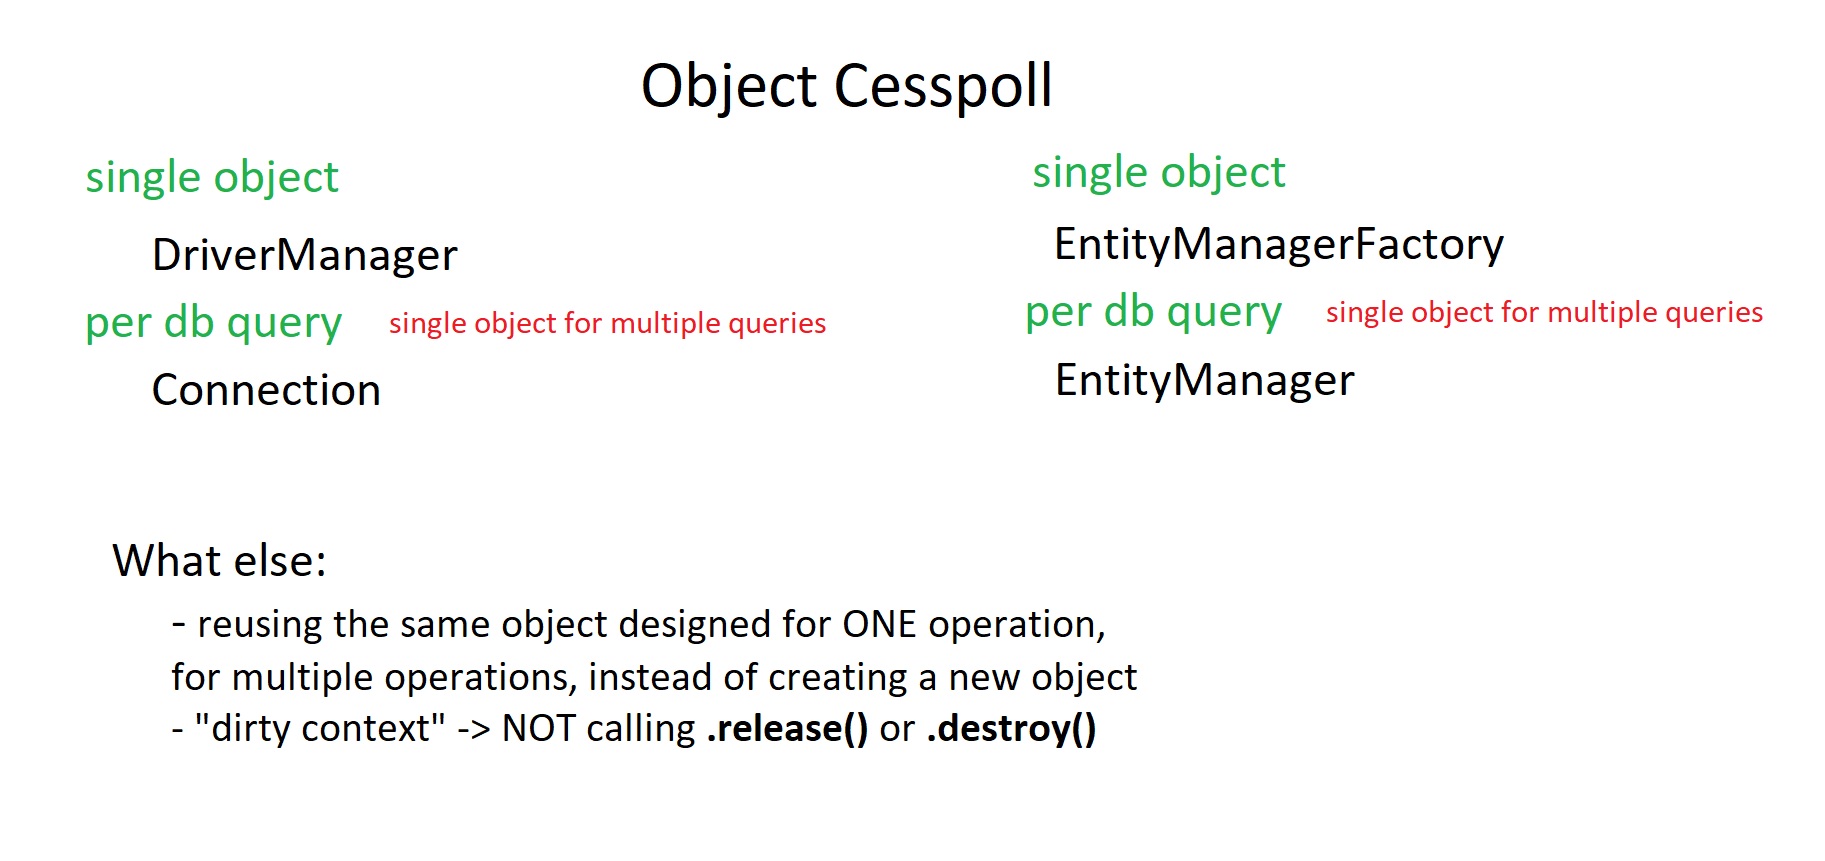 Object Cesspoll
single object
DriverManager
per db query single object for multiple queries
Connection
single object
EntityManagerFactory
per db query single object for multiple queries
EntityManager
What else:
- reusing the same object designed for ONE operation,
for multiple operations, instead of creating a new object
- "dirty context" -> NOT calling .release() or .destroy()